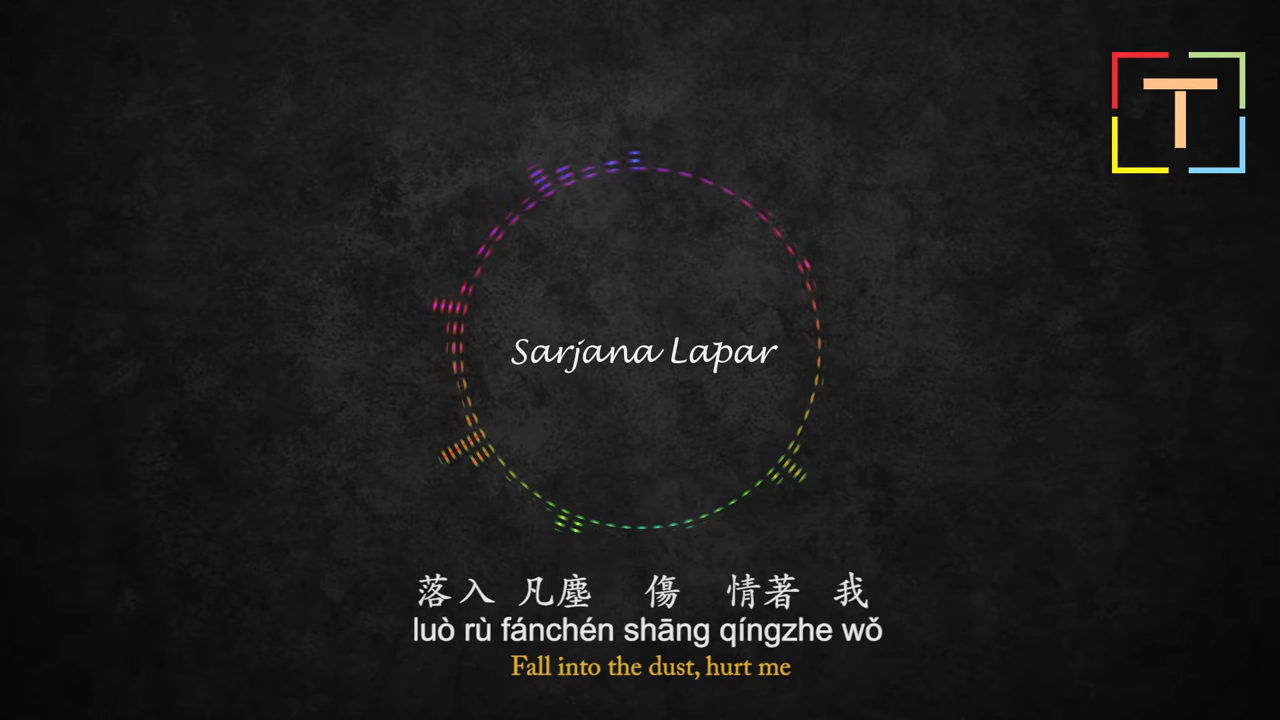 T
Sarjana Lapar
落入 凡塵 傷 情著 我
luò rù fánchén shāng qíngzhe wǒ
Fall into the dust, hurt me